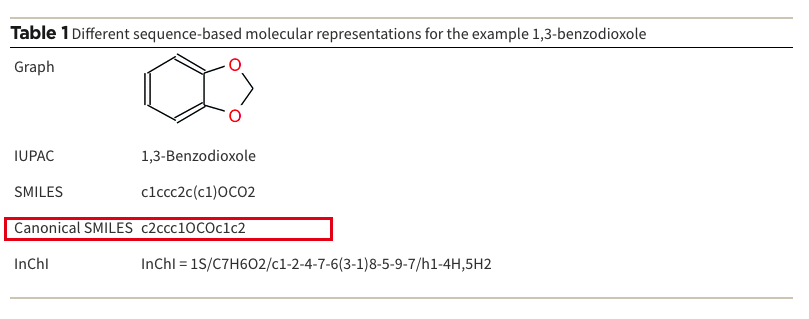 Table 1 Different sequence-based molecular representations for the example 1,3-benzodioxole
Graph
O
O
IUPAC 1,3-Benzodioxole
SMILES c1ccc2c(c1)OCO2
Canonical SMILES c2ccc1OCOc1c2
InChI InChI = 1S/C7H6O2/c1-2-4-7-6(3-1)8-5-9-7/h1-4H,5H2